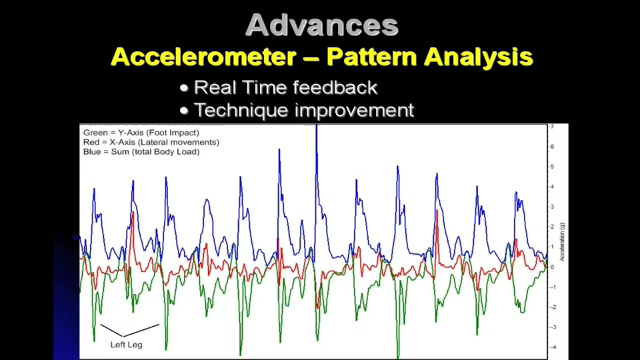 Advances
Accelerometer – Pattern Analysis
• Real Time feedback
• Technique improvement
Green = Y-Axis (Foot Impact)
Red = X-Axis (Lateral movements)
Blue = Sum (total Body Load)
7
6
5
4
3
2
1
0
-1
-2
-3
-4
Acceleration (g)
Left Leg